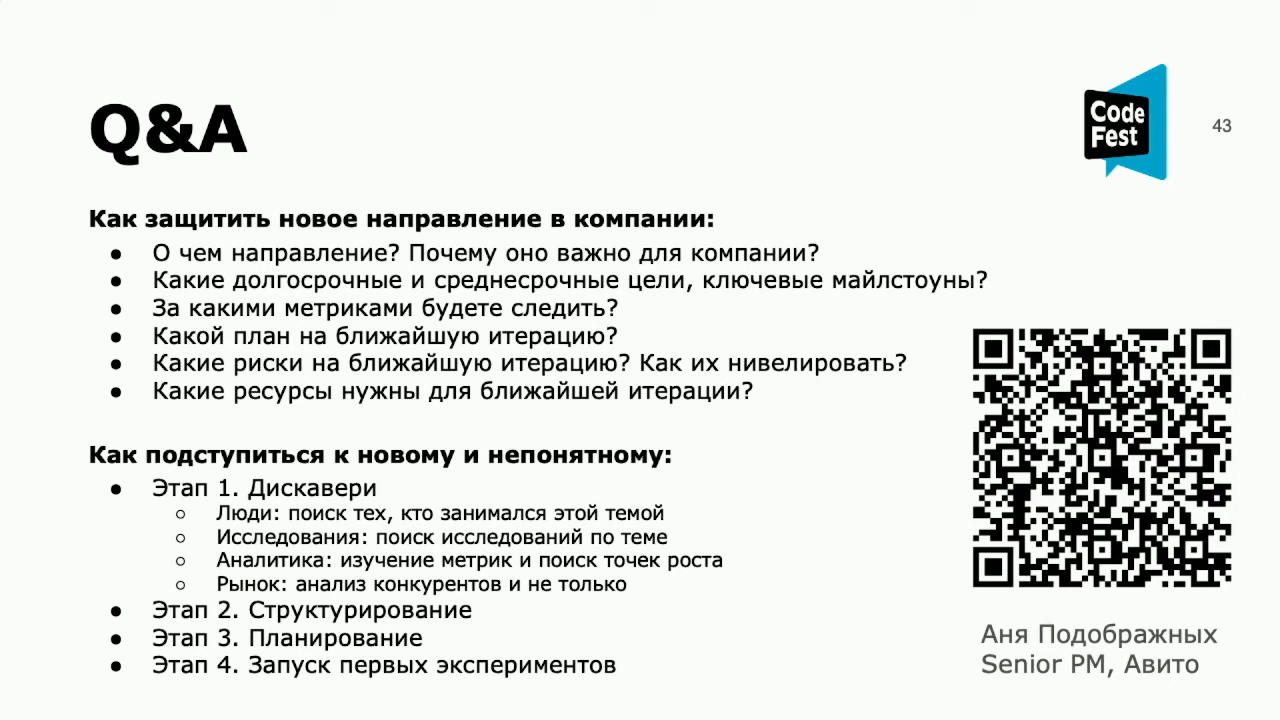 Q&A
Code
Fest
43
Как защитить новое направление в компании:
● О чем направление? Почему оно важно для компании?
● Какие долгосрочные и среднесрочные цели, ключевые майлстоуны?
● За какими метриками будете следить?
● Какой план на ближайшую итерацию?
● Какие риски на ближайшую итерацию? Как их нивелировать?
● Какие ресурсы нужны для ближайшей итерации?
Как подступиться к новому и непонятному:
● Этап 1. Дискавери
○ Люди: поиск тех, кто занимался этой темой
○ Исследования: поиск исследований по теме
○ Аналитика: изучение метрик и поиск точек роста
○ Рынок: анализ конкурентов и не только
● Этап 2. Структурирование
● Этап 3. Планирование
● Этап 4. Запуск первых экспериментов
Аня Подображных
Senior PM, Авито